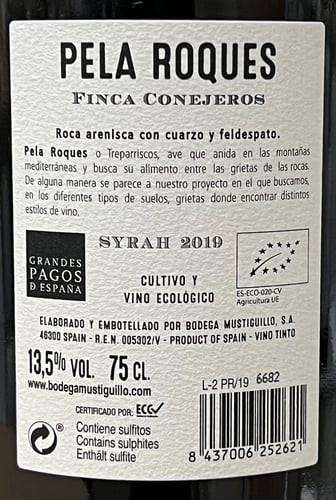 PELA ROQUES
FINCA CONEJEROS
Roca arenisca con cuarzo y feldespato.
Pela Roques o Treparriscos, ave que anida en las montañas
mediterráneas y busca su alimento entre las grietas de las rocas.
De alguna manera se parece a nuestro proyecto en el que buscamos,
en los diferentes tipos de suelos, grietas donde encontrar distintos
estilos de vino.
SYRAH 2019
GRANDES
PAGOS
D ESPAÑA
CULTIVO Y
VINO ECOLÓGICO
ES-ECO-020-CV
Agricultura UE
ELABORADO Y EMBOTELLADO POR BODEGA MUSTIGUILLO, S.A.
46300 SPAIN - R.E.N. 005302/V - PRODUCT OF SPAIN - VINO TINTO
13,5% VOL. 75 CL.
www.bodegamustiguillo.com
L-2 PR/19 6682
CERTIFICADO POR: ECCV
Contiene sulfitos
Contains sulphites
Enthält sulfite
8 437006 252621